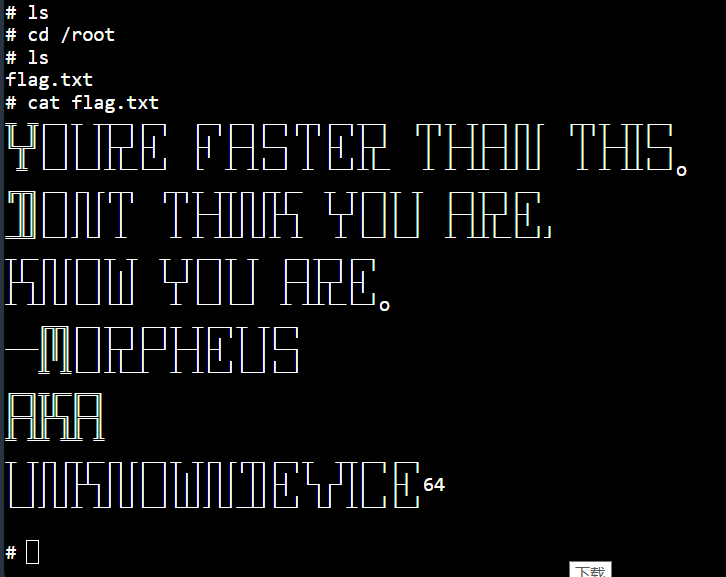 # ls
# cd /root
# ls
flag.txt
# cat flag.txt
YOURE FASTER THAN THIS。
DONT THINK YOU ARE,
KNOW YOU ARE。
—MORPHEUS
AKA
UNKNOWNDEVICE64
#
下载